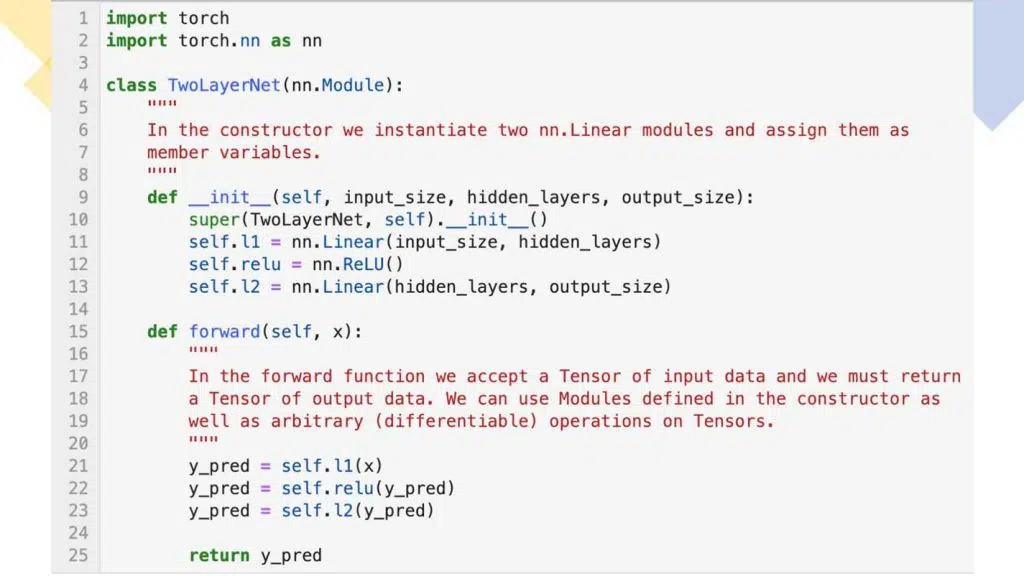 1 import torch
2 import torch.nn as nn
3
4 class TwoLayerNet(nn.Module):
5     """
6     In the constructor we instantiate two nn.Linear modules and assign them as
7     member variables.
8     """
9     def __init__(self, input_size, hidden_layers, output_size):
10         super(TwoLayerNet, self).__init__()
11         self.l1 = nn.Linear(input_size, hidden_layers)
12         self.relu = nn.ReLU()
13         self.l2 = nn.Linear(hidden_layers, output_size)
14
15     def forward(self, x):
16         """
17         In the forward function we accept a Tensor of input data and we must return
18         a Tensor of output data. We can use Modules defined in the constructor as
19         well as arbitrary (differentiable) operations on Tensors.
20         """
21         y_pred = self.l1(x)
22         y_pred = self.relu(y_pred)
23         y_pred = self.l2(y_pred)
24
25         return y_pred